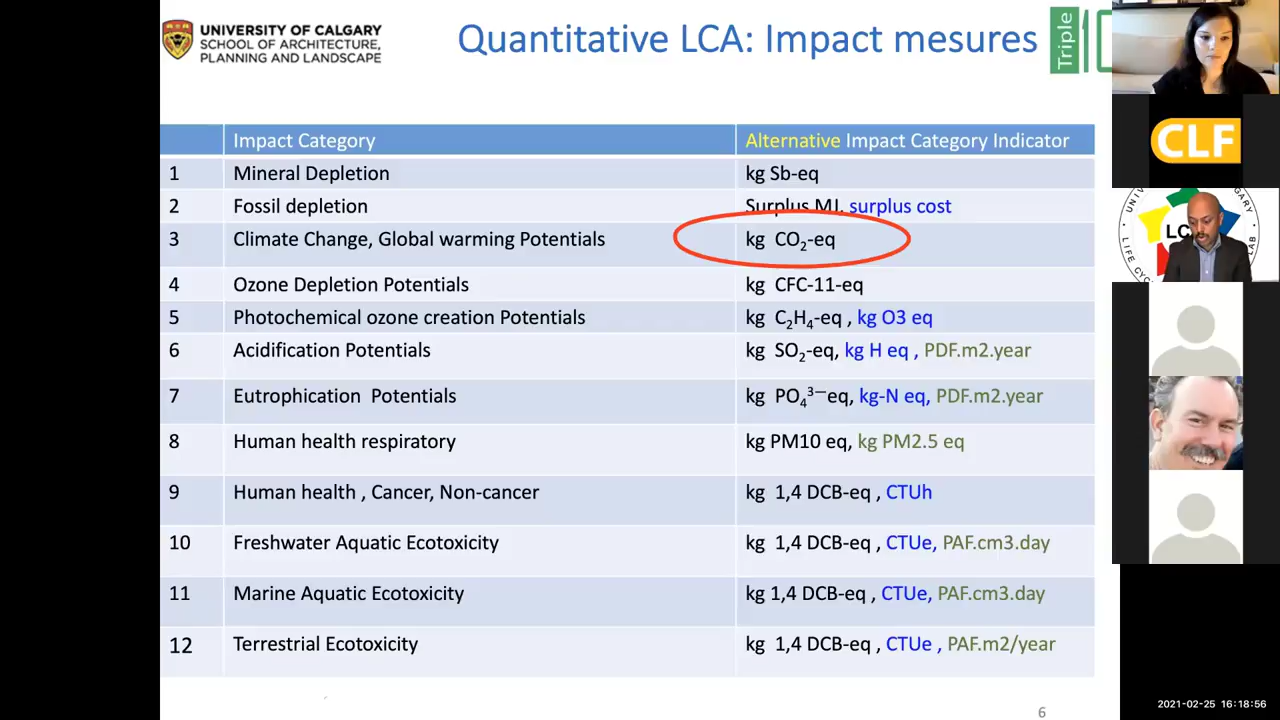 UNIVERSITY OF CALGARY
SCHOOL OF ARCHITECTURE,
PLANNING AND LANDSCAPE
Quantitative LCA: Impact mesures
Triple
Impact Category Alternative Impact Category Indicator
1 Mineral Depletion kg Sb-eq
2 Fossil depletion Surplus MJ, surplus cost
3 Climate Change, Global warming Potentials kg CO₂-eq
4 Ozone Depletion Potentials kg CFC-11-eq
5 Photochemical ozone creation Potentials kg C₂H₄-eq , kg O3 eq
6 Acidification Potentials kg SO₂-eq, kg H eq , PDF.m2.year
7 Eutrophication Potentials kg PO₄³⁻eq, kg-N eq, PDF.m2.year
8 Human health respiratory kg PM10 eq, kg PM2.5 eq
9 Human health , Cancer, Non-cancer kg 1,4 DCB-eq , CTUh
10 Freshwater Aquatic Ecotoxicity kg 1,4 DCB-eq , CTUe, PAF.cm3.day
11 Marine Aquatic Ecotoxicity kg 1,4 DCB-eq , CTUe, PAF.cm3.day
12 Terrestrial Ecotoxicity kg 1,4 DCB-eq , CTUe , PAF.m2/year
6
CLF
LC
2021-02-25 16:18:56